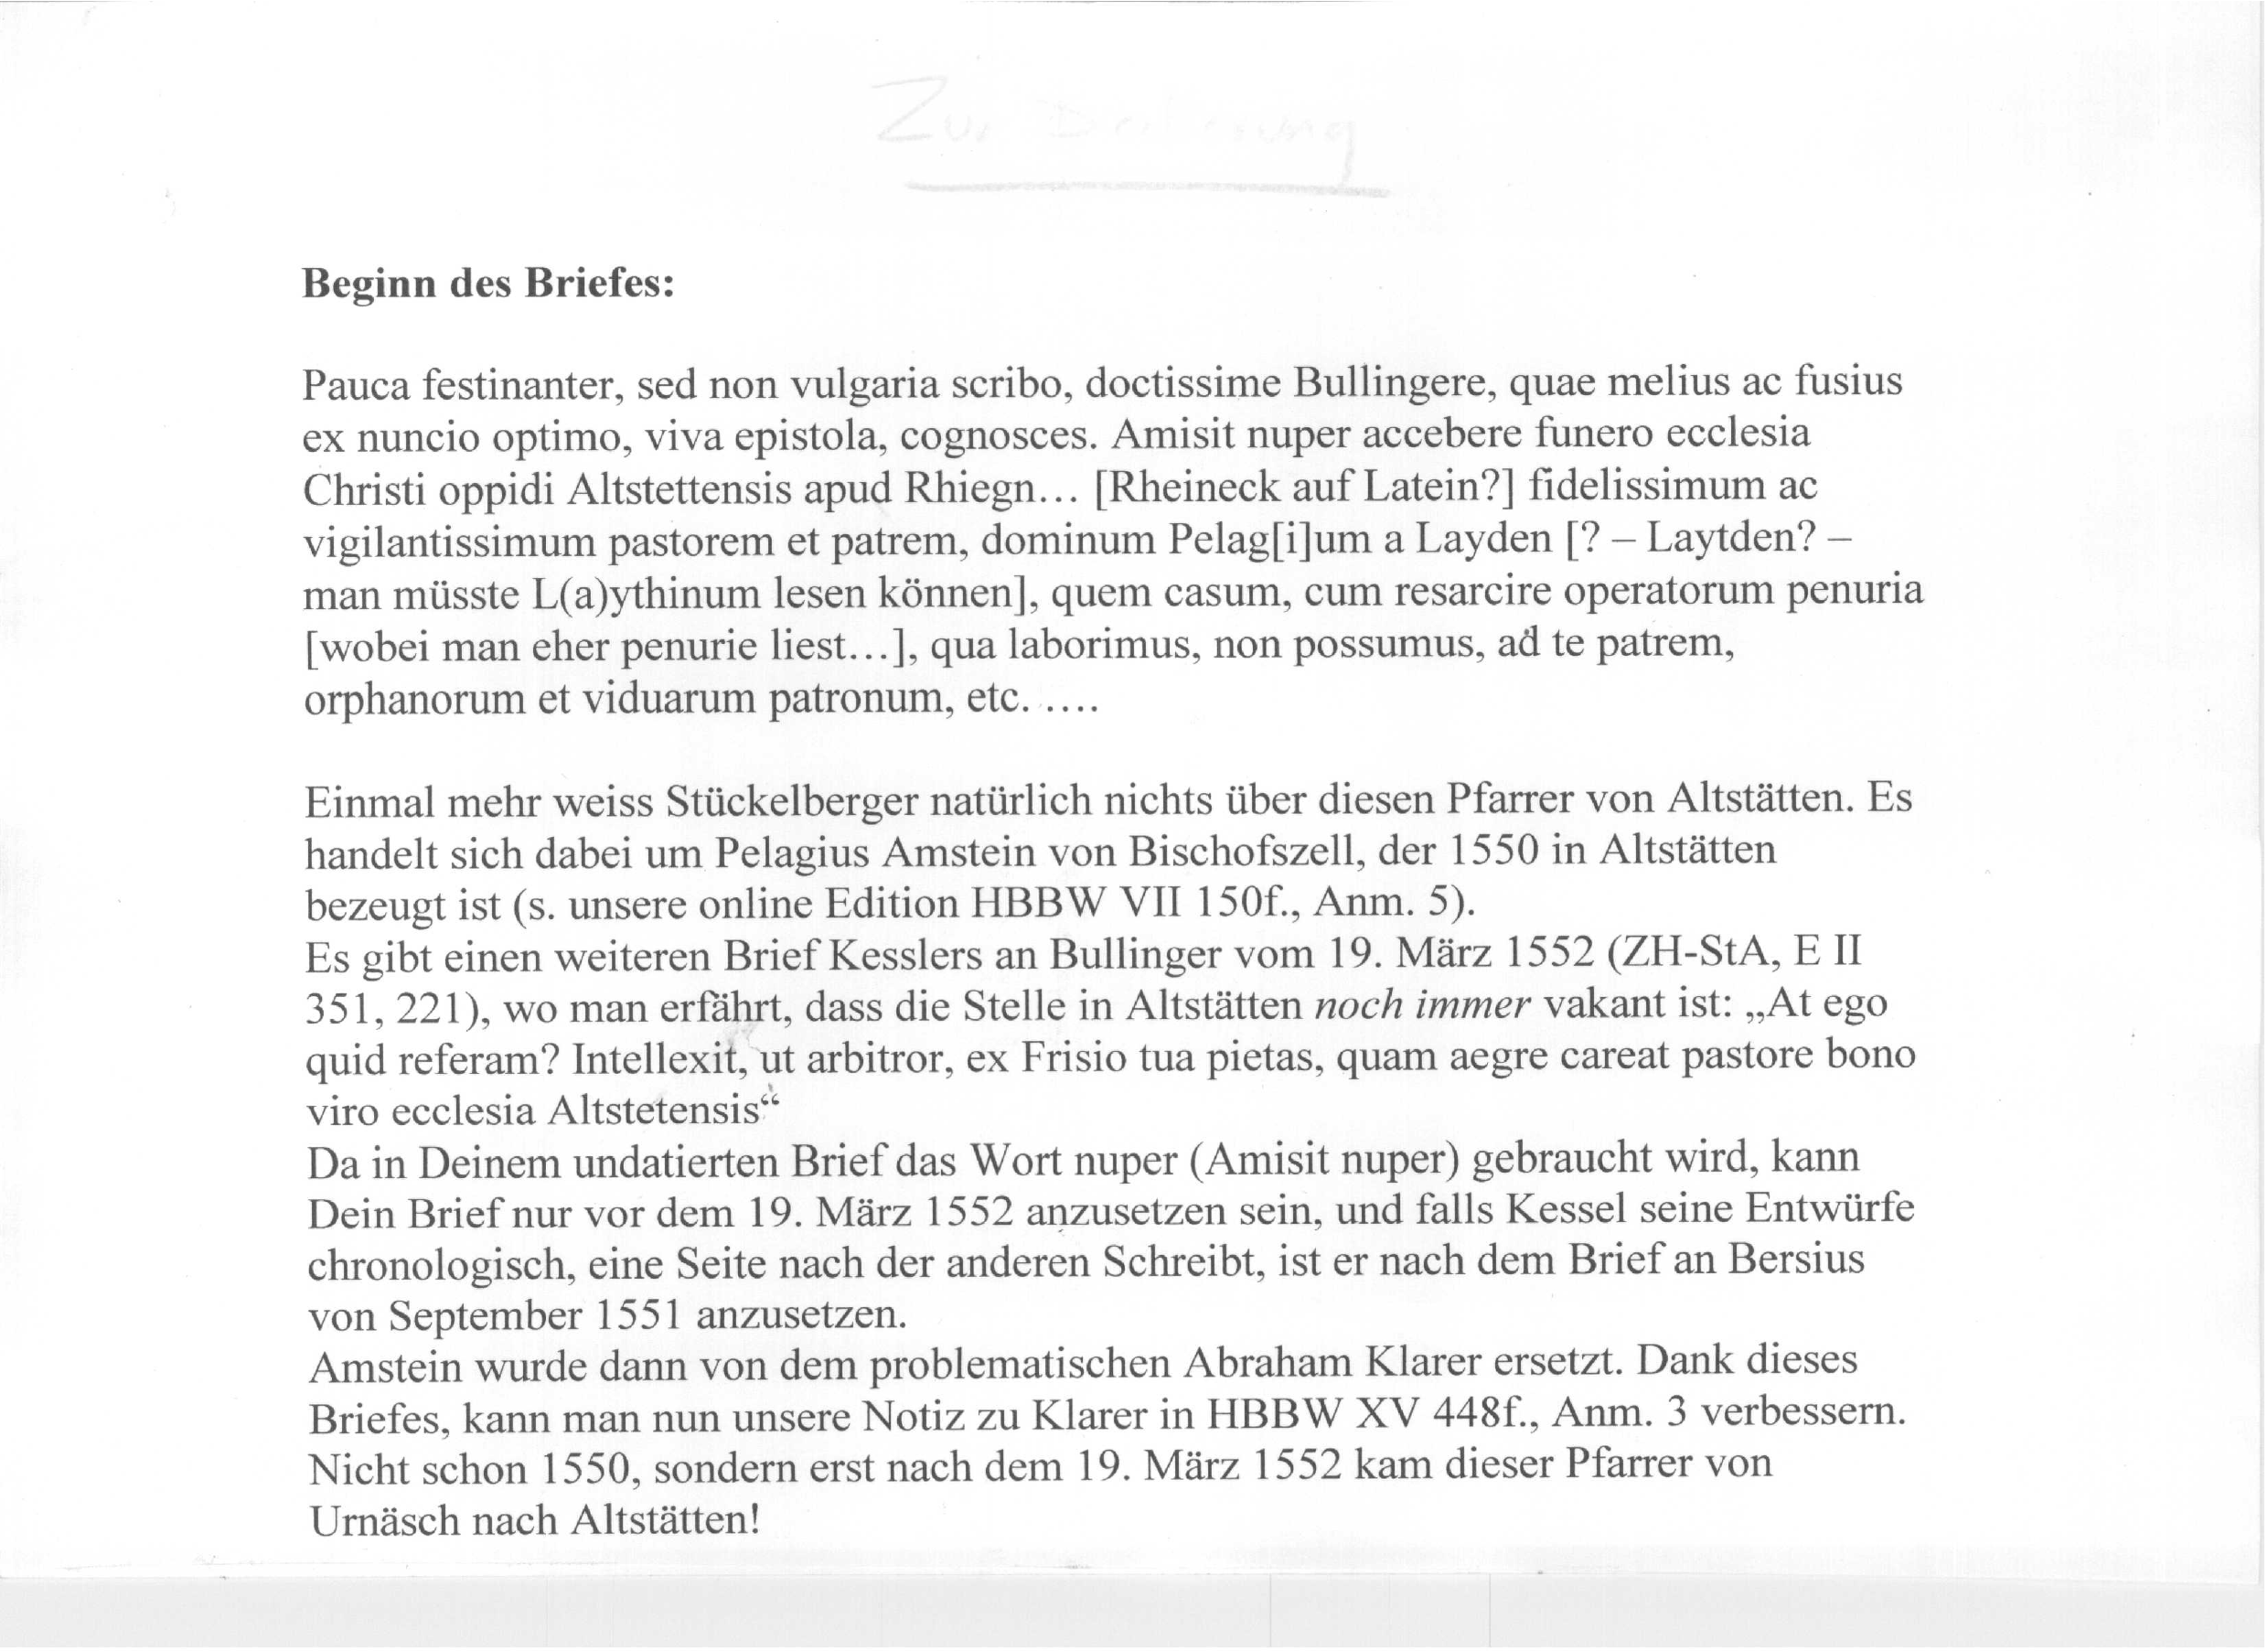 Zur
Beginn des Briefes:
Pauca festinanter, sed non vulgaria scribo, doctissime Bullingere, quae melius ac fusius
ex nuncio optimo, viva epistola, cognosces. Amisit nuper accebere funero ecclesia
Christi oppidi Altstettensis apud Rhiegn… [Rheineck auf Latein?] fidelissimum ac
vigilantissimum pastorem et patrem, dominum Pelag[i]um a Layden [? – Laytden? –
man müsste L(a)ythinum lesen können], quem casum, cum resarcire operatorum penuria
[wobei man eher penurie liest…], qua laborimus, non possumus, ad te patrem,
orphanorum et viduarum patronum, etc. ….
Einmal mehr weiss Stückelberger natürlich nichts über diesen Pfarrer von Altstätten. Es
handelt sich dabei um Pelagius Amstein von Bischofszell, der 1550 in Altstätten
bezeugt ist (s. unsere online Edition HBBW VII 150f., Anm. 5).
Es gibt einen weiteren Brief Kesslers an Bullinger vom 19. März 1552 (ZH-StA, E II
351, 221), wo man erfährt, dass die Stelle in Altstätten noch immer vakant ist: „At ego
quid referam? Intellexit, ut arbitror, ex Frisio tua pietas, quam aegre careat pastore bono
viro ecclesia Altstetensis“
Da in Deinem undatierten Brief das Wort nuper (Amisit nuper) gebraucht wird, kann
Dein Brief nur vor dem 19. März 1552 anzusetzen sein, und falls Kessel seine Entwürfe
chronologisch, eine Seite nach der anderen Schreibt, ist er nach dem Brief an Bersius
von September 1551 anzusetzen.
Amstein wurde dann von dem problematischen Abraham Klarer ersetzt. Dank dieses
Briefes, kann man nun unsere Notiz zu Klarer in HBBW XV 448f., Anm. 3 verbessern.
Nicht schon 1550, sondern erst nach dem 19. März 1552 kam dieser Pfarrer von
Urnäsch nach Altstätten!